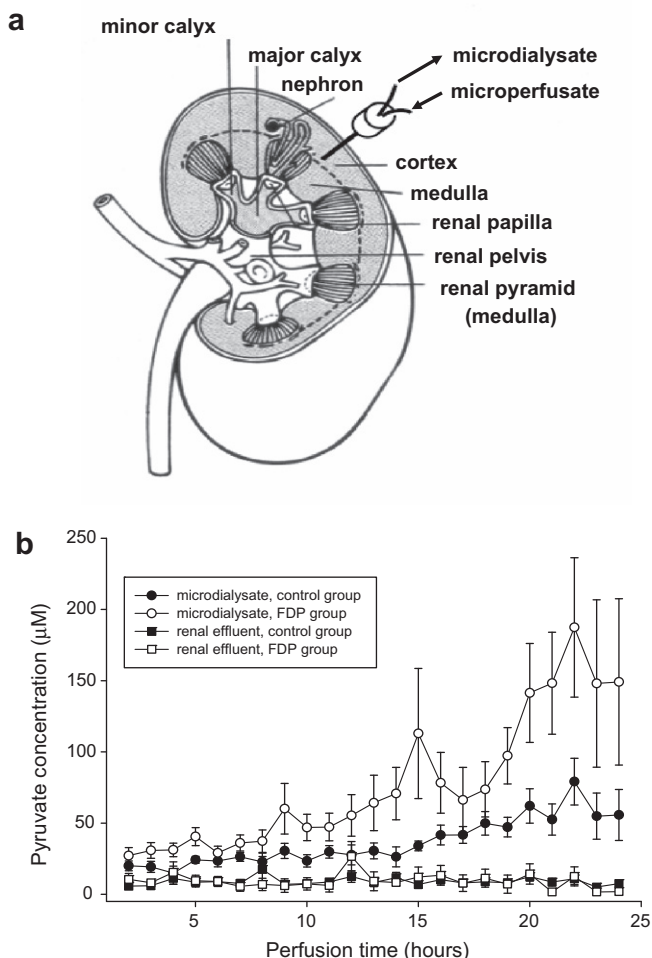 a
minor calyx
major calyx
nephron
microdialysate
microperfusate
cortex
medulla
renal papilla
renal pelvis
renal pyramid
(medulla)
b
250
200
150
100
50
0
Pyruvate concentration (μM)
microdialysate, control group
microdialysate, FDP group
renal effluent, control group
renal effluent, FDP group
5
10
15
20
25
Perfusion time (hours)